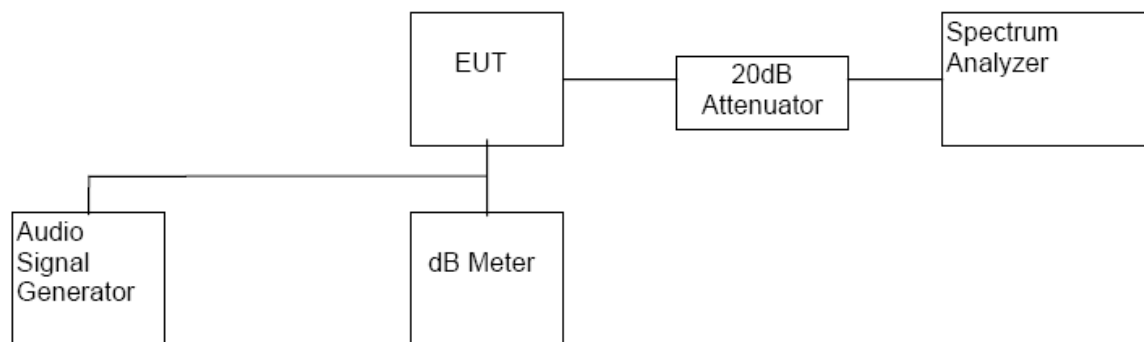 EUT
20dB
Attenuator
Spectrum
Analyzer
Audio
Signal
Generator
dB Meter